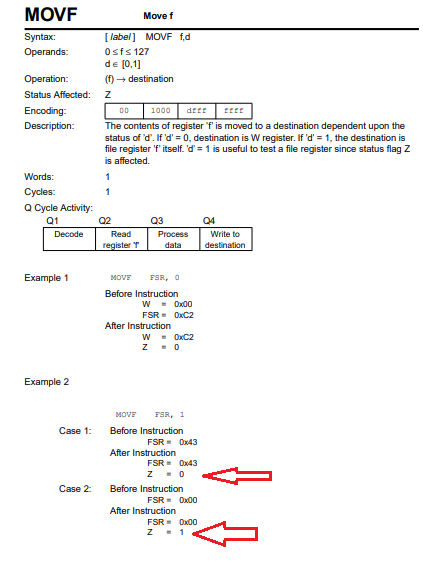 MOVF Move f
Syntax: [ label ] MOVF f,d
Operands: 0 ≤ f ≤ 127
d ∈ [0,1]
Operation: (f) → destination
Status Affected: Z
Encoding: 00 1000 dfff ffff
Description: The contents of register 'f' is moved to a destination dependent upon the
status of 'd'. If 'd' = 0, destination is W register. If 'd' = 1, the destination is
file register 'f' itself. 'd' = 1 is useful to test a file register since status flag Z
is affected.
Words: 1
Cycles: 1
Q Cycle Activity:
Q1 Q2 Q3 Q4
Decode Read Process Write to
register 'f' data destination
Example 1 MOVF FSR, 0
Before Instruction
W = 0x00
FSR = 0xC2
After Instruction
W = 0xC2
Z = 0
Example 2
MOVF FSR, 1
Case 1: Before Instruction
FSR = 0x43
After Instruction
FSR = 0x43
Z = 0
Case 2: Before Instruction
FSR = 0x00
After Instruction
FSR = 0x00
Z = 1